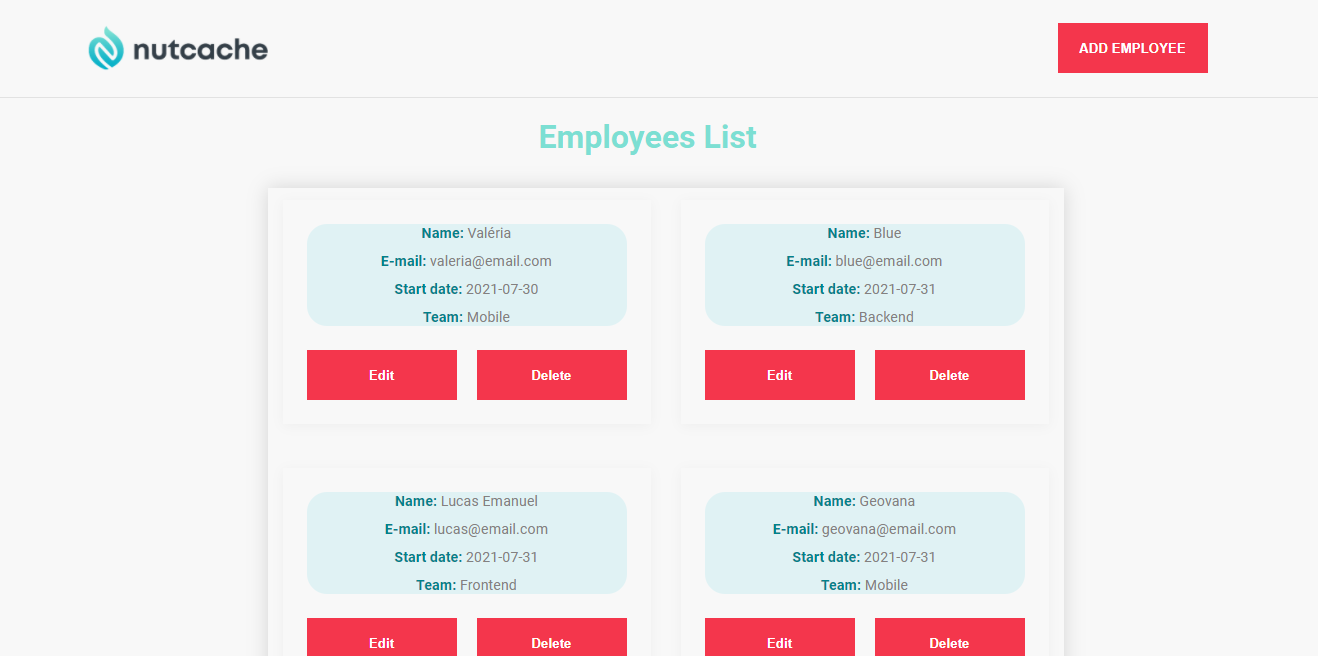 nutcache
ADD EMPLOYEE
Employees List
Name: Valéria
E-mail: valeria@email.com
Start date: 2021-07-30
Team: Mobile
Edit Delete
Name: Blue
E-mail: blue@email.com
Start date: 2021-07-31
Team: Backend
Edit Delete
Name: Lucas Emanuel
E-mail: lucas@email.com
Start date: 2021-07-31
Team: Frontend
Edit Delete
Name: Geovana
E-mail: geovana@email.com
Start date: 2021-07-31
Team: Mobile
Edit Delete